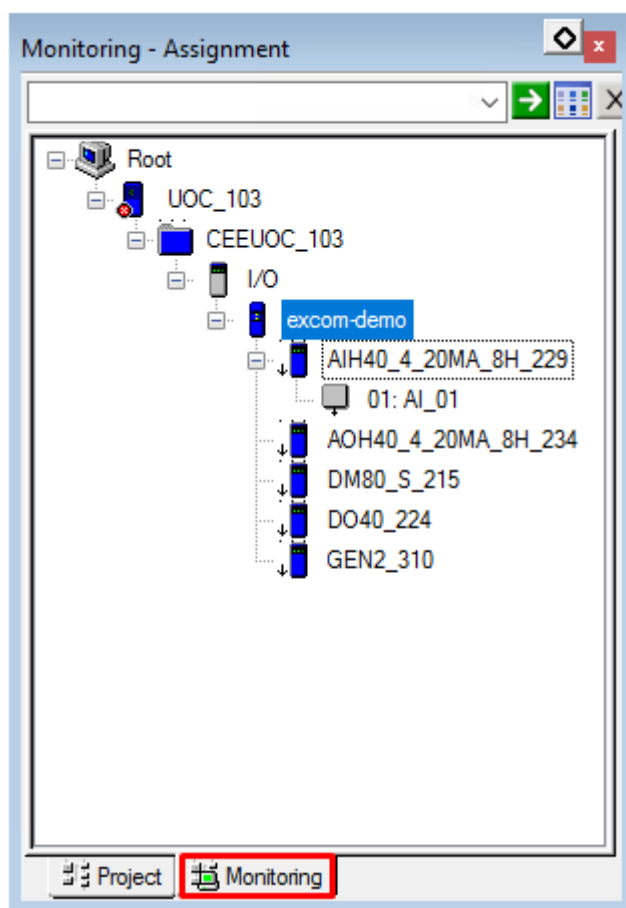 Monitoring - Assignment
Root
UOC_103
CEEUOC_103
I/O
excom-demo
AIH40_4_20MA_8H_229
01: AI_01
AOH40_4_20MA_8H_234
DM80_S_215
DO40_224
GEN2_310
Project Monitoring